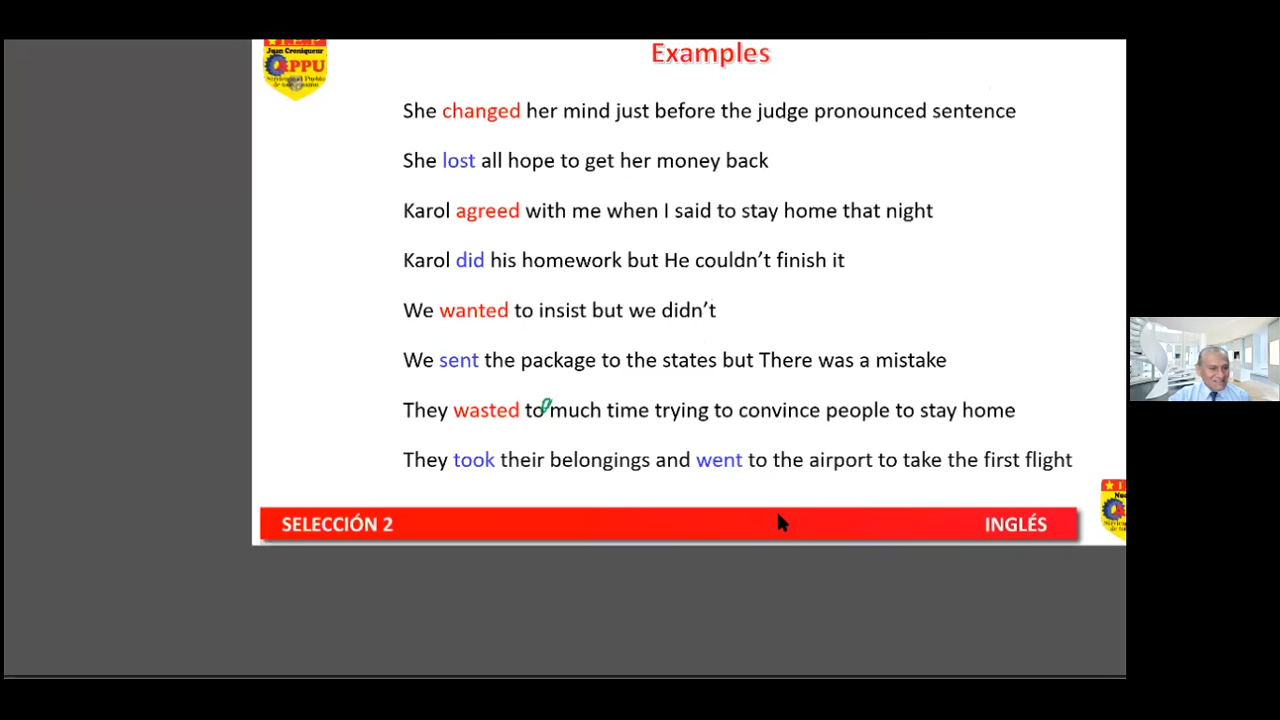 Juan Croniqueur
APPU
Examples
She changed her mind just before the judge pronounced sentence
She lost all hope to get her money back
Karol agreed with me when I said to stay home that night
Karol did his homework but He couldn't finish it
We wanted to insist but we didn't
We sent the package to the states but There was a mistake
They wasted too much time trying to convince people to stay home
They took their belongings and went to the airport to take the first flight
SELECCIÓN 2
INGLÉS